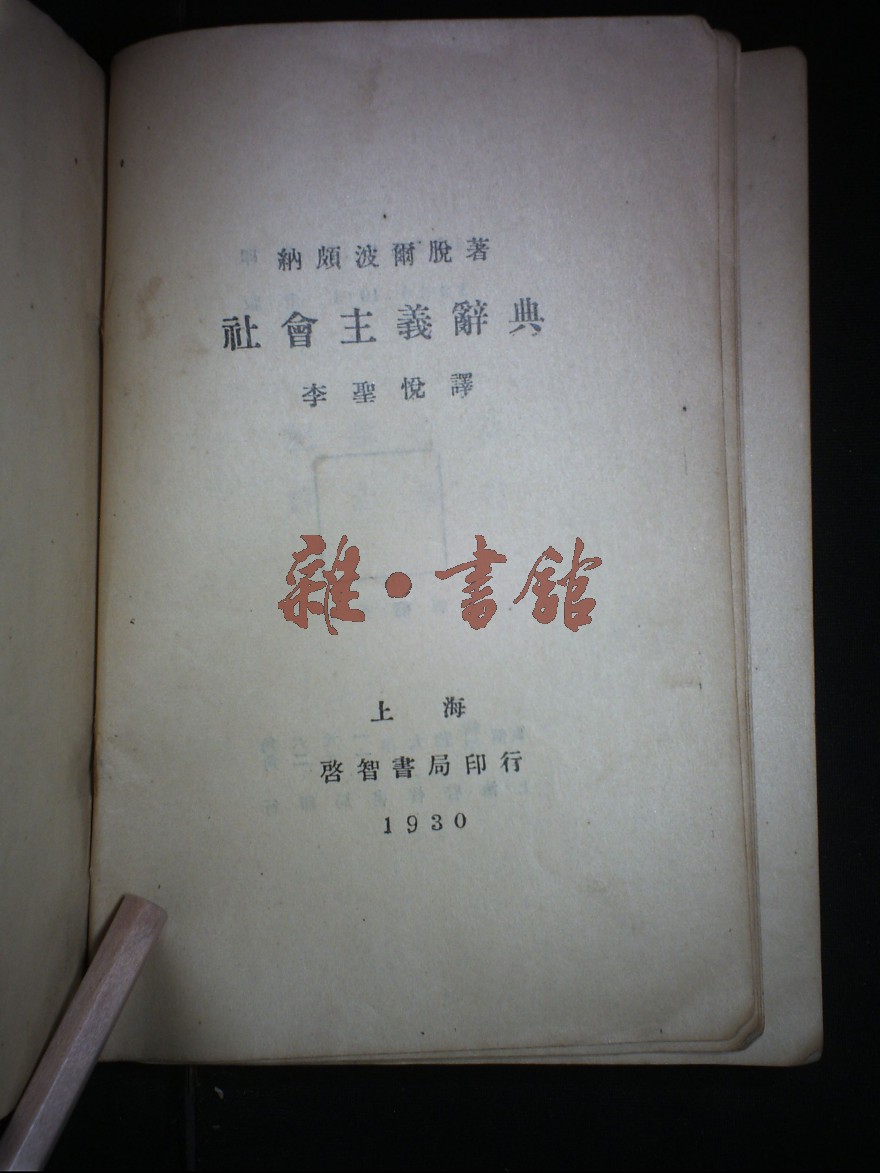 納頗波爾脫著
社會主義辭典
李聖悅譯
雜·書館
上海
啓智書局印行
1930